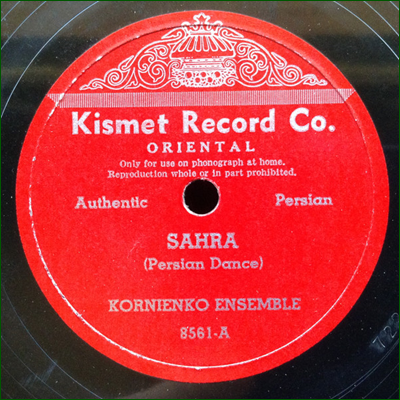 Kismet Record Co.
ORIENTAL
Only for use on phonograph at home.
Reproduction whole or in part prohibited.
Authentic Persian
SAHRA
(Persian Dance)
KORNIENKO ENSEMBLE
8561-A